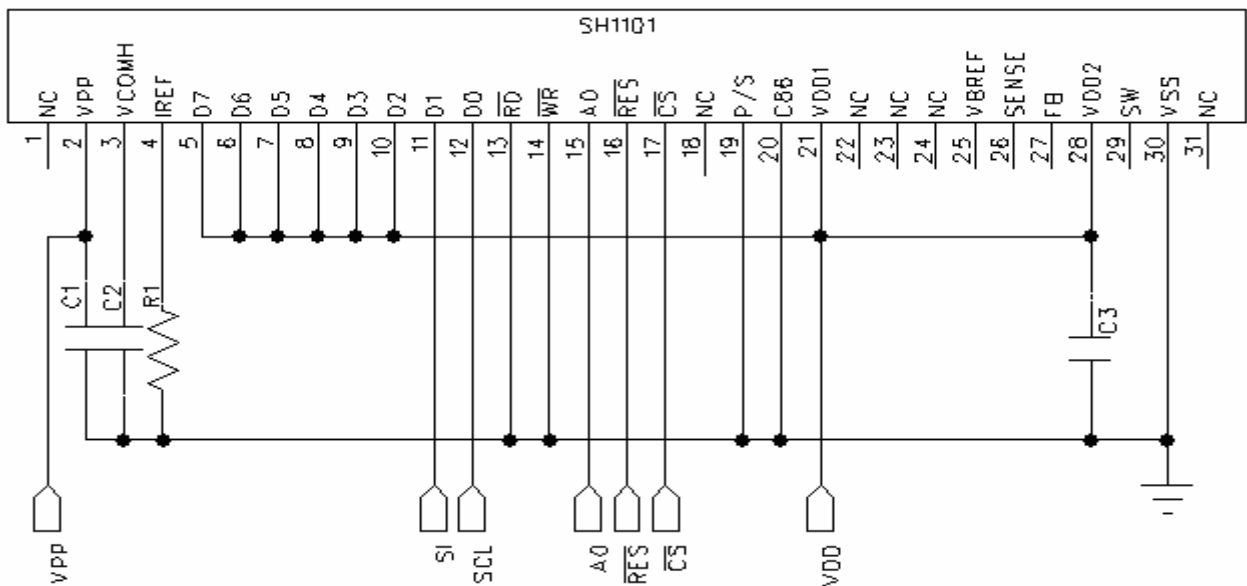 SH1101
NC
VPP
VCOMH
IREF
D7
D6
D5
D4
D3
D2
D1
D0
RD
WR
A0
RES
CS
NC
P/S
C86
VDD1
NC
NC
NC
VBREF
SENSE
FB
VDD2
SW
VSS
NC
1
2
3
4
5
6
7
8
9
10
11
12
13
14
15
16
17
18
19
20
21
22
23
24
25
26
27
28
29
30
31
C1
C2
R1
C3
VPP
SI
SCL
A0
RES
CS
VDD